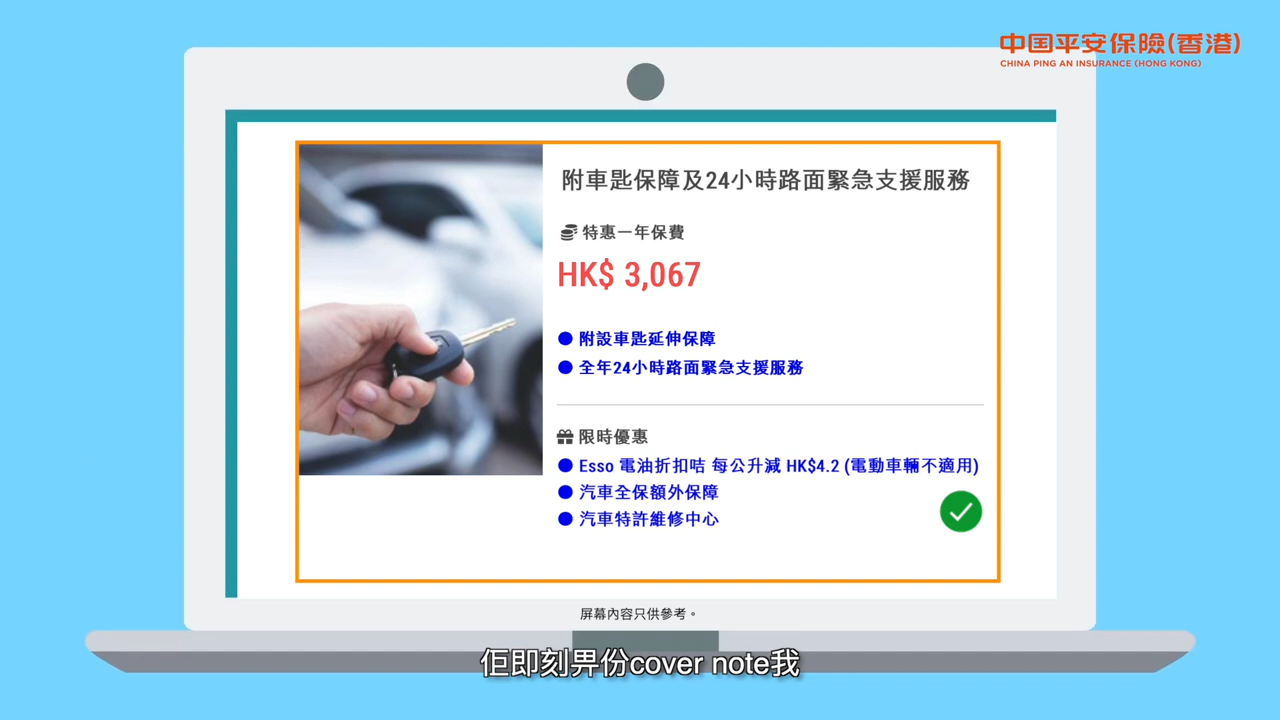 中国平安保險(香港)
CHINA PING AN INSURANCE (HONG KONG)
附車匙保障及24小時路面緊急支援服務
特惠一年保費
HK$ 3,067
● 附設車匙延伸保障
● 全年24小時路面緊急支援服務
限時優惠
● Esso 電油折扣咭 每公升減 HK$4.2 (電動車輛不適用)
● 汽車全保額外保障
● 汽車特許維修中心
屏幕內容只供參考。
佢即刻畀份cover note我